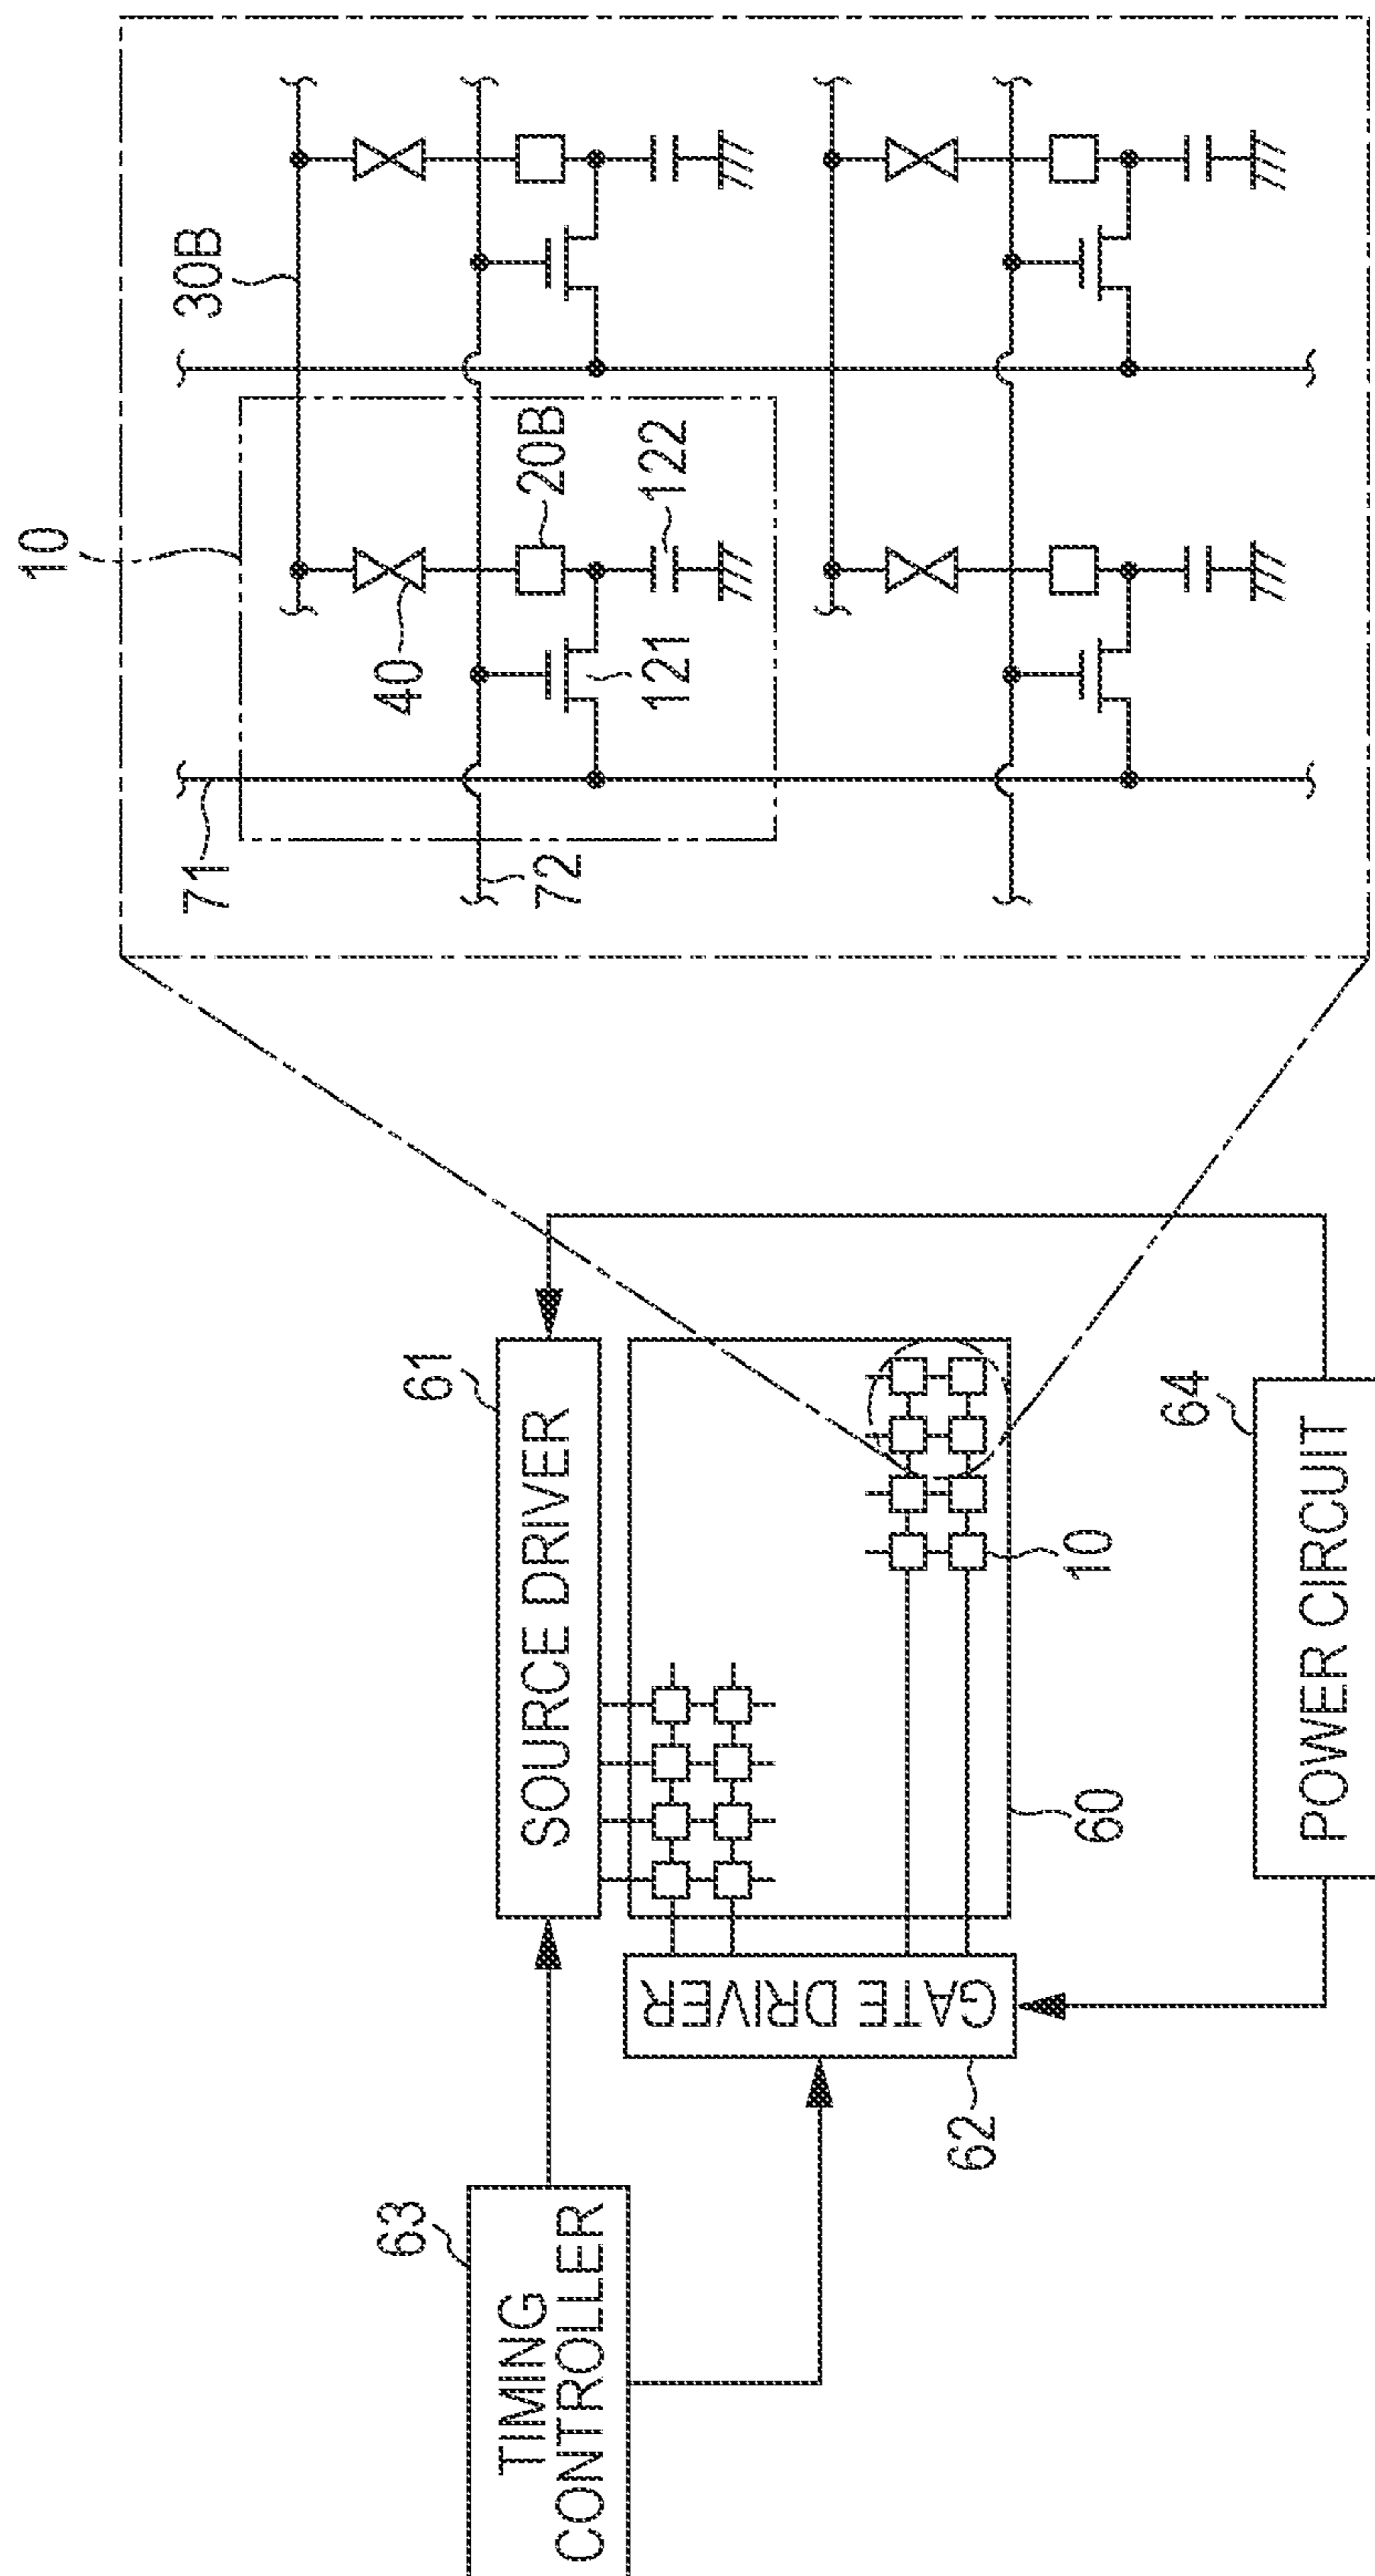 63
TIMING
CONTROLLER
61
SOURCE DRIVER
GATE DRIVER
62
60
10
64
POWER CIRCUIT
10
30B
71
72
40
20B
121
122